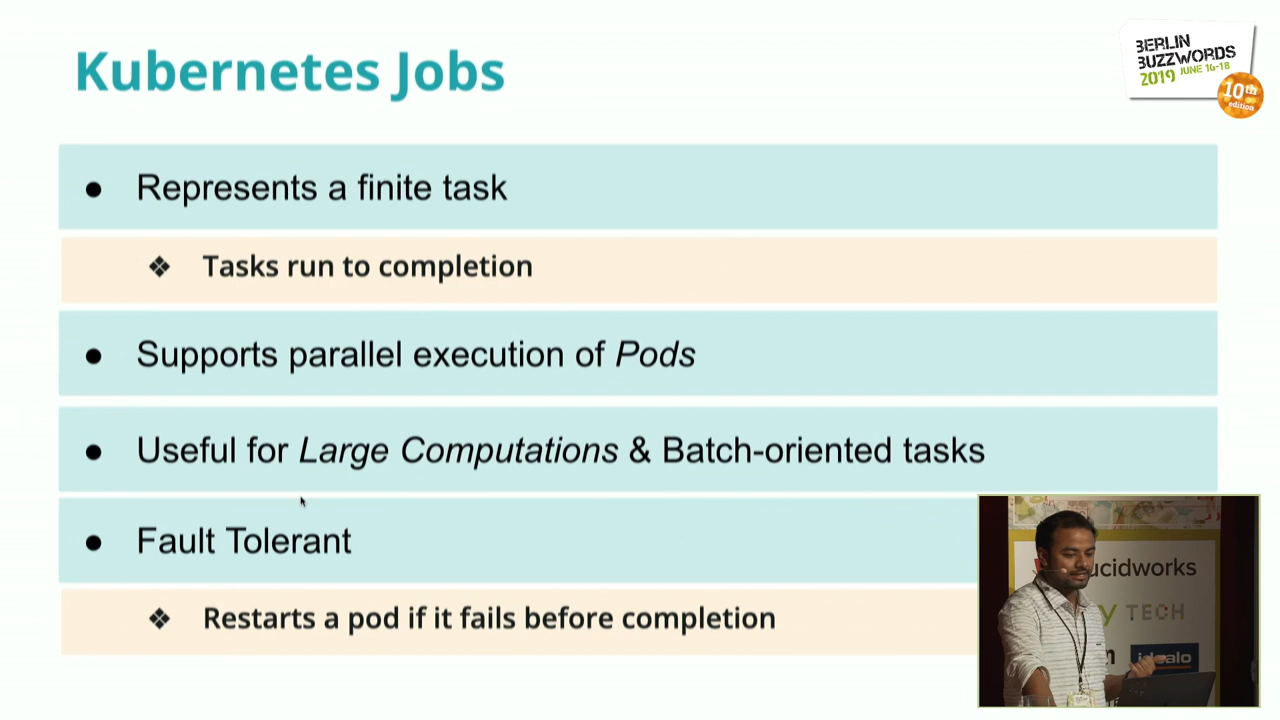 Kubernetes Jobs
BERLIN
BUZZWORDS
2019 JUNE 16-18
10th
edition
● Represents a finite task
❖ Tasks run to completion
● Supports parallel execution of Pods
● Useful for Large Computations & Batch-oriented tasks
● Fault Tolerant
❖ Restarts a pod if it fails before completion
ucidworks
TECH
idealo